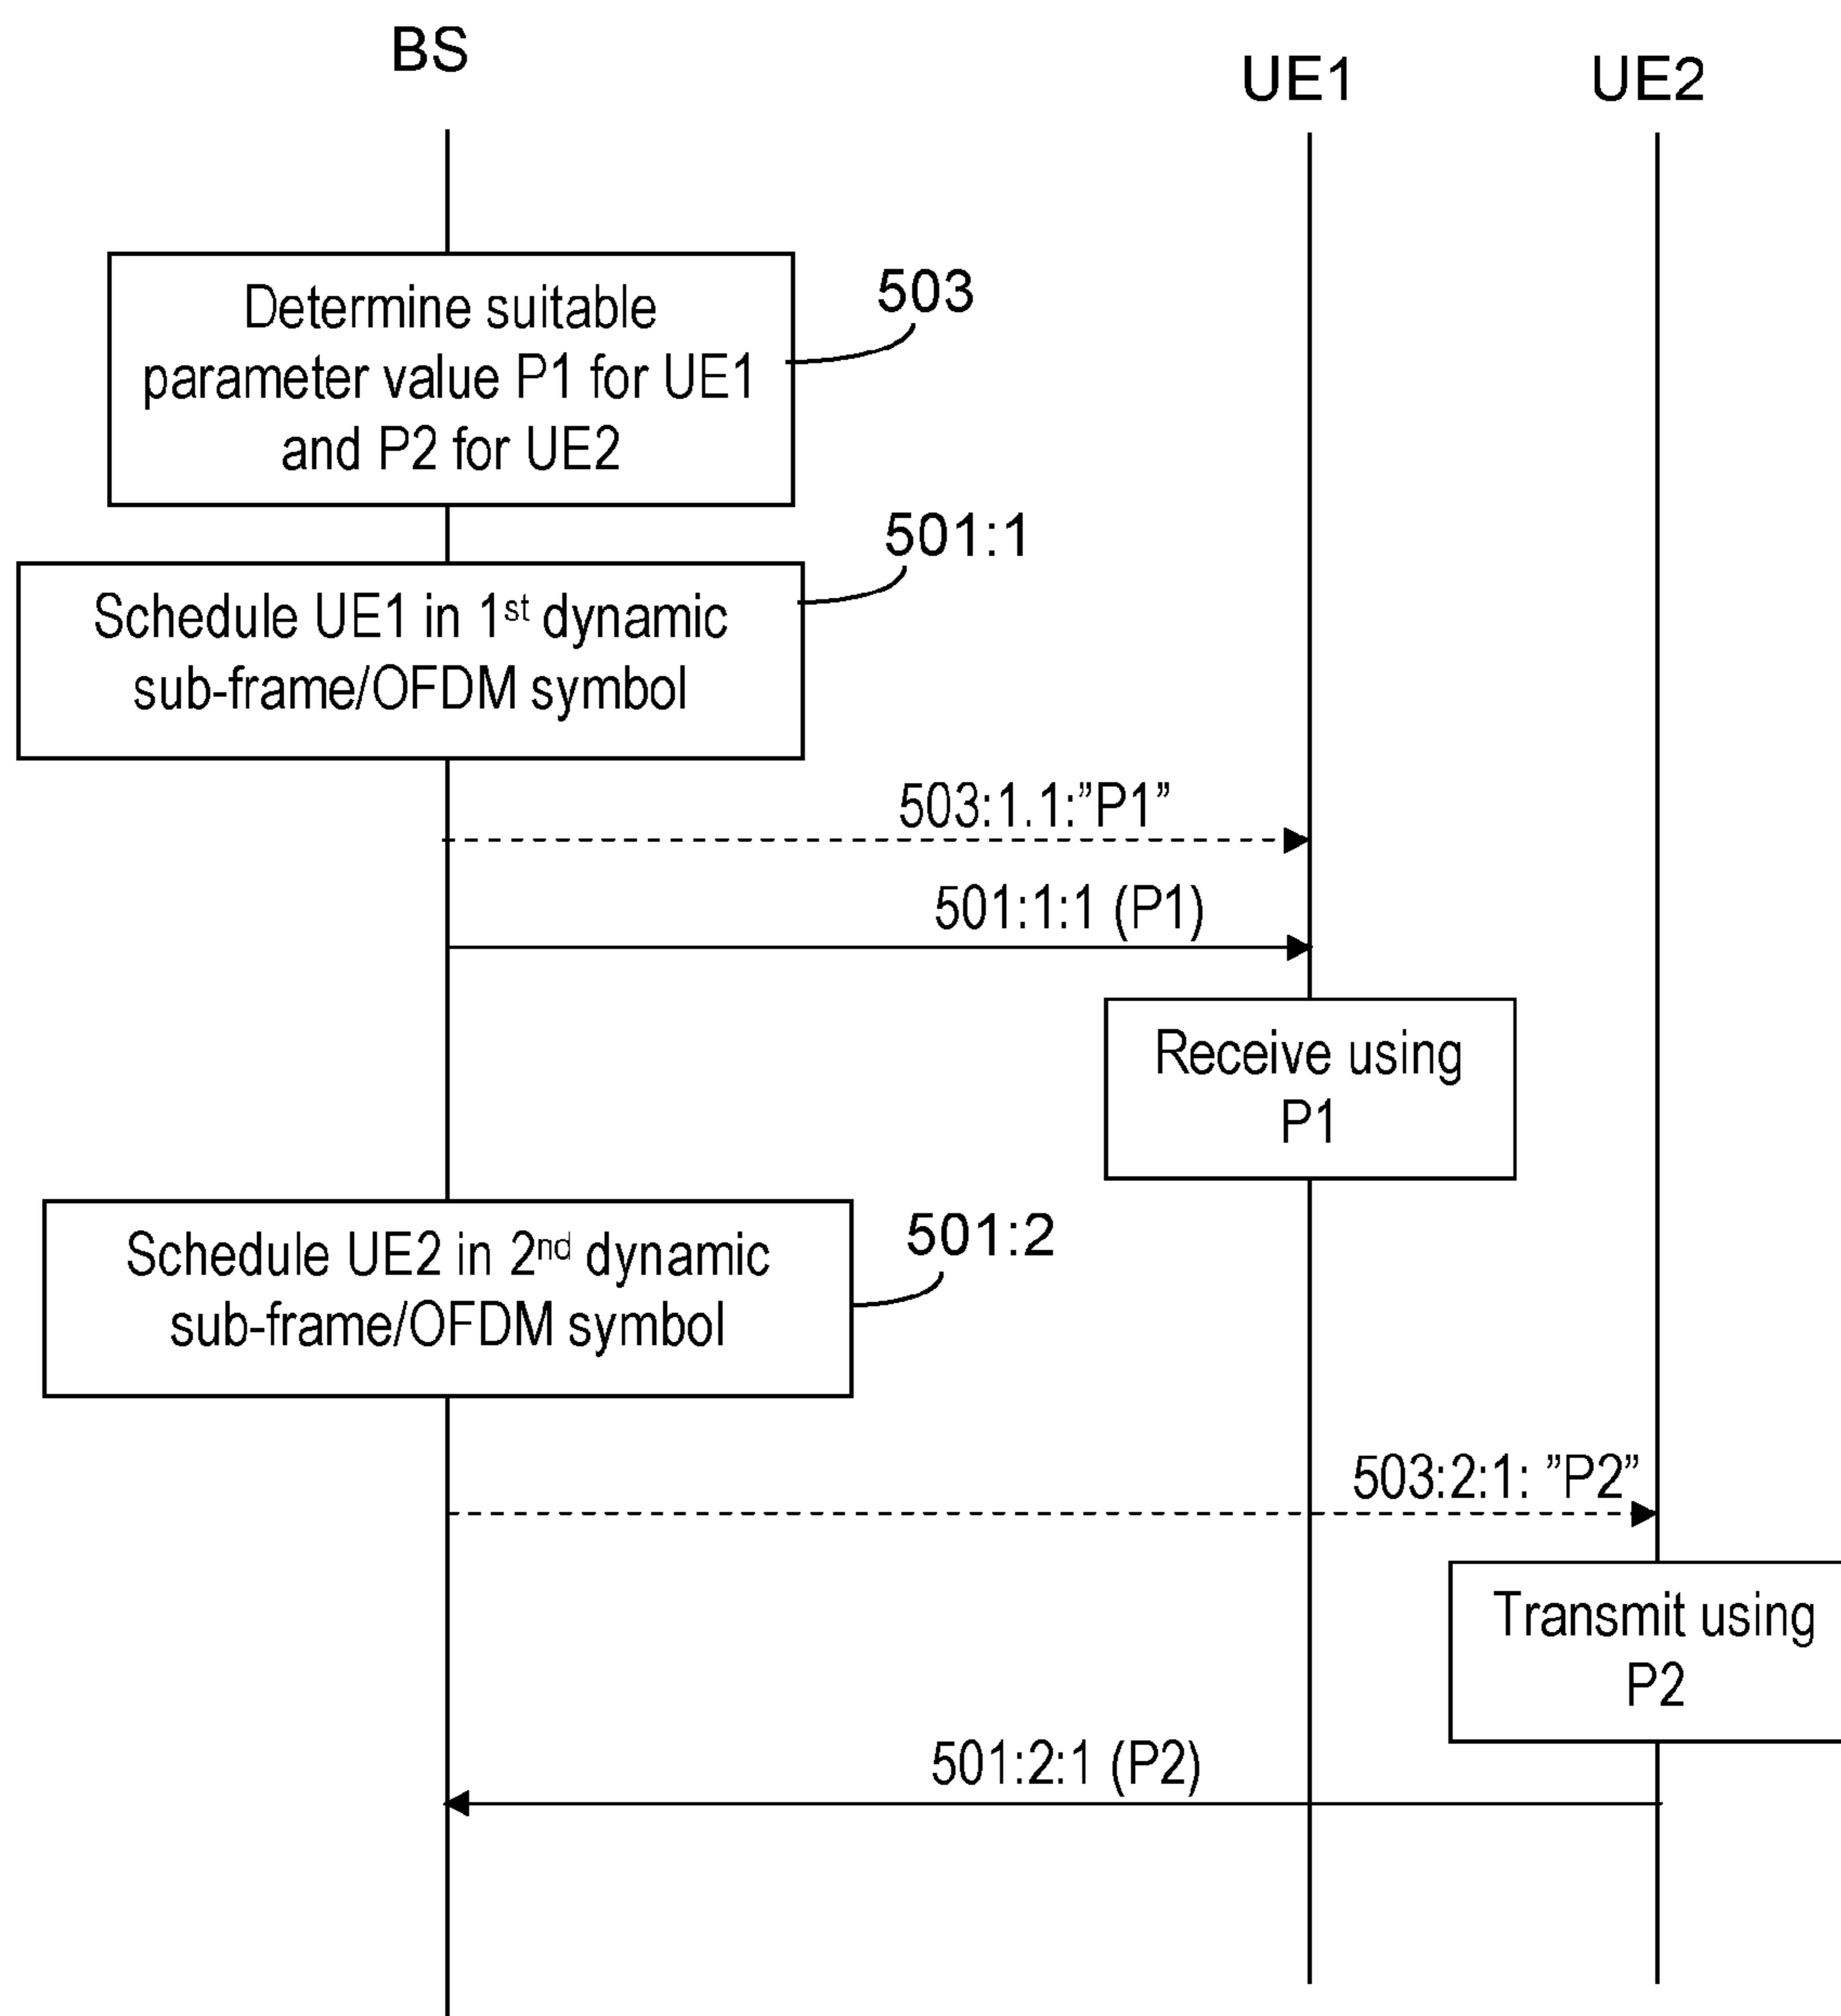 BS
UE1
UE2
Determine suitable
parameter value P1 for UE1
and P2 for UE2
503
501:1
Schedule UE1 in 1st dynamic
sub-frame/OFDM symbol
503:1.1:”P1”
501:1:1 (P1)
Receive using
P1
Schedule UE2 in 2nd dynamic
sub-frame/OFDM symbol
501:2
503:2:1: ”P2”
Transmit using
P2
501:2:1 (P2)